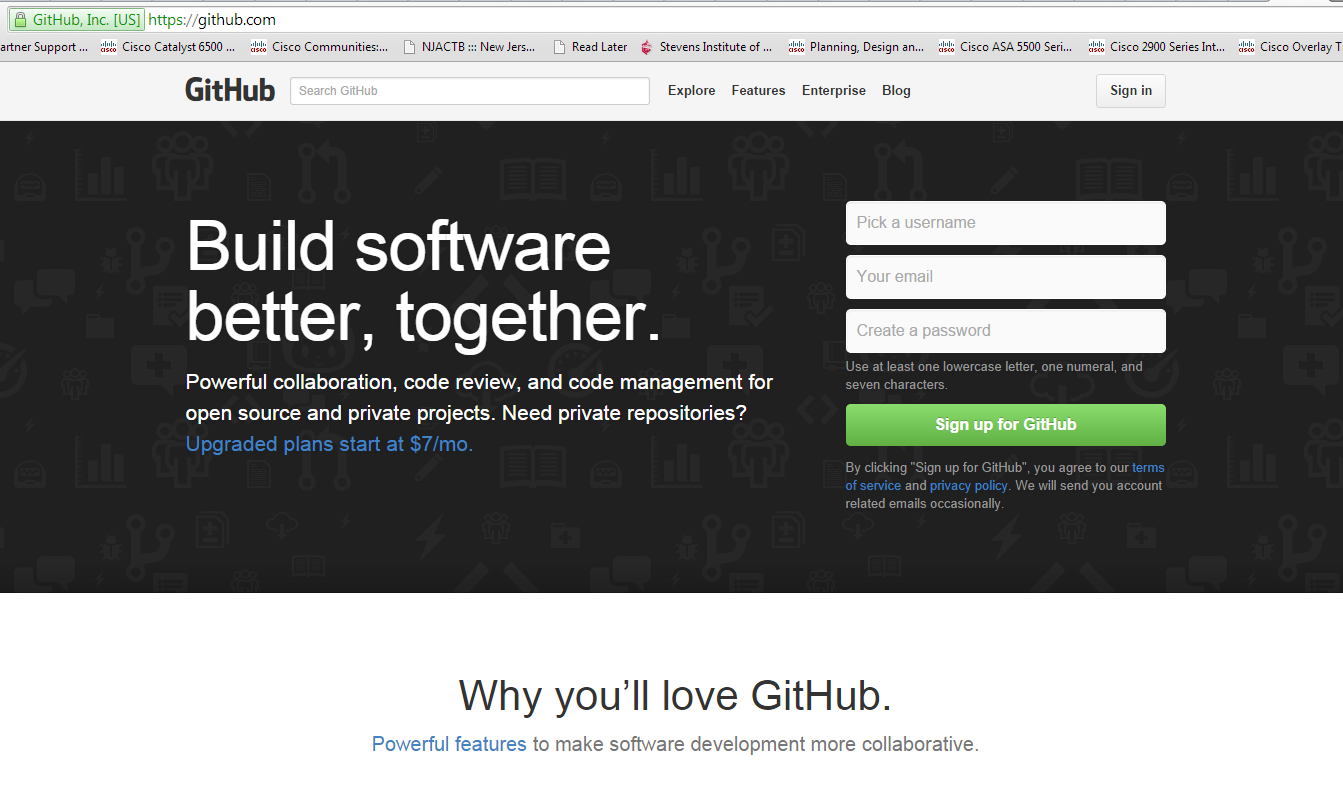 GitHub, Inc. [US] https://github.com
artner Support ... Cisco Catalyst 6500 ... Cisco Communities:... NJACTB ::: New Jers... Read Later Stevens Institute of ... Planning, Design an... Cisco ASA 5500 Seri... Cisco 2900 Series Int... Cisco Overlay T
GitHub Search GitHub Explore Features Enterprise Blog Sign in
Build software
better, together.
Powerful collaboration, code review, and code management for
open source and private projects. Need private repositories?
Upgraded plans start at $7/mo.
Pick a username
Your email
Create a password
Use at least one lowercase letter, one numeral, and
seven characters.
Sign up for GitHub
By clicking "Sign up for GitHub", you agree to our terms
of service and privacy policy. We will send you account
related emails occasionally.
Why you’ll love GitHub.
Powerful features to make software development more collaborative.